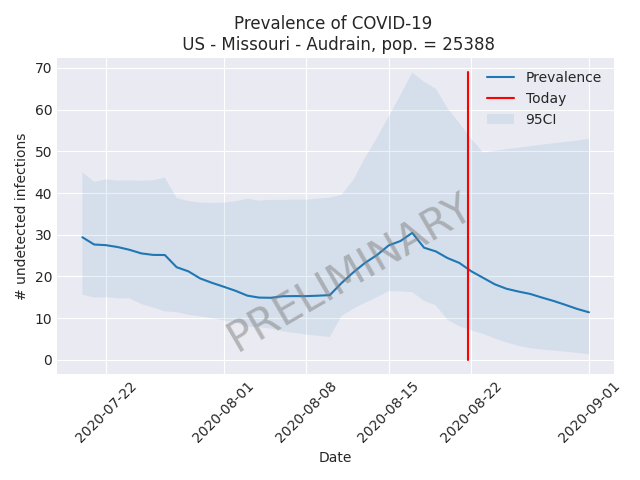 Prevalence of COVID-19
US - Missouri - Audrain, pop. = 25388
70
60
50
40
30
20
10
0
# undetected infections
Prevalence
Today
95CI
PRELIMINARY
2020-07-22
2020-08-01
2020-08-08
2020-08-15
2020-08-22
2020-09-01
Date